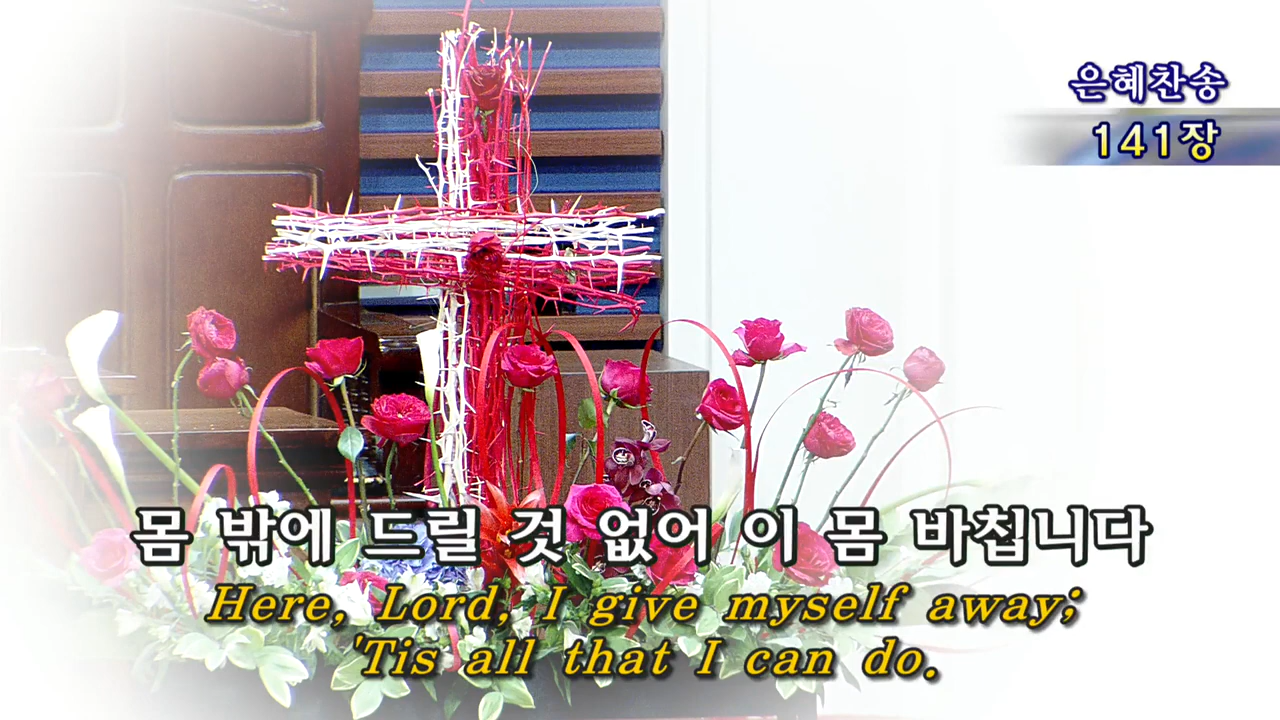 은혜찬송
141장
몸 밖에 드릴 것 없어 이 몸 바칩니다
Here, Lord, I give myself away;
'Tis all that I can do.